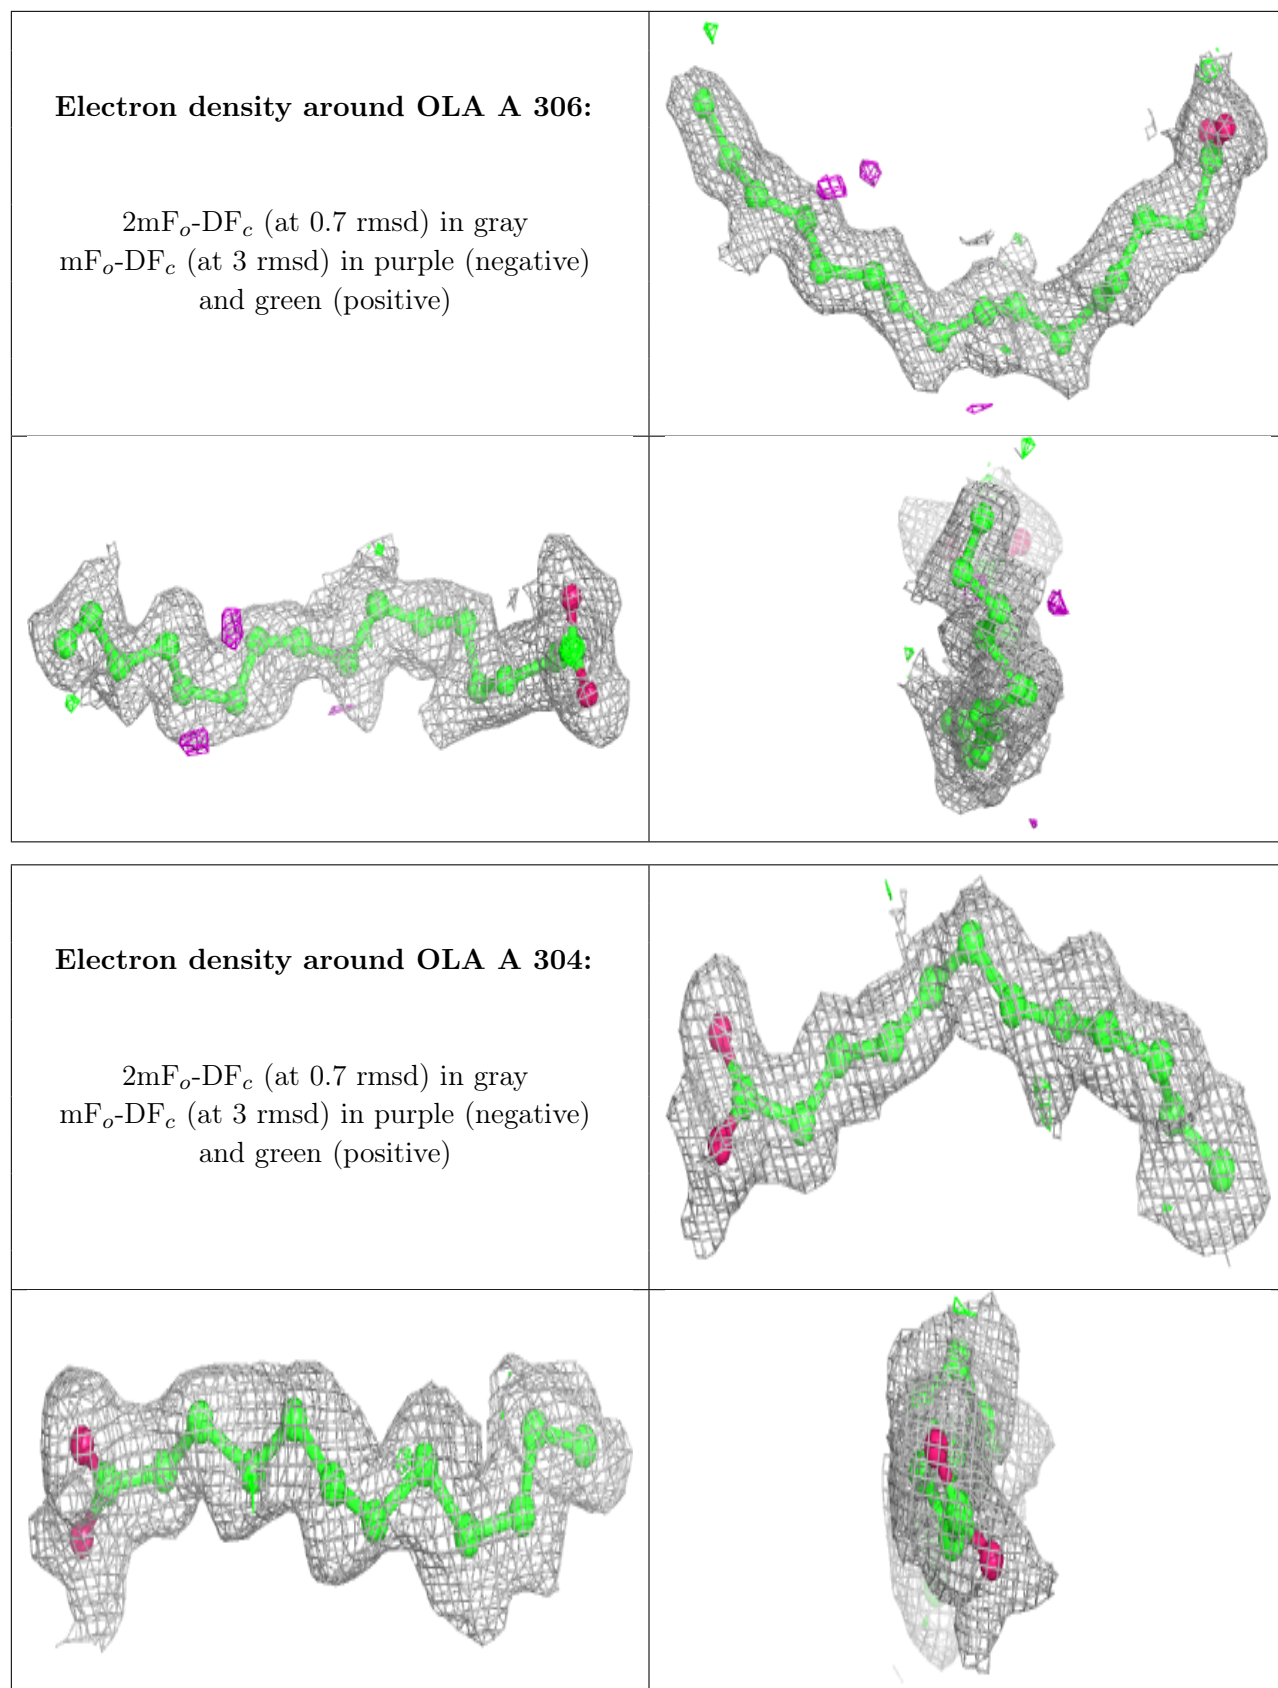 Electron density around OLA A 306:
2mFo-DFc (at 0.7 rmsd) in gray
mFo-DFc (at 3 rmsd) in purple (negative)
and green (positive)
Electron density around OLA A 304:
2mFo-DFc (at 0.7 rmsd) in gray
mFo-DFc (at 3 rmsd) in purple (negative)
and green (positive)